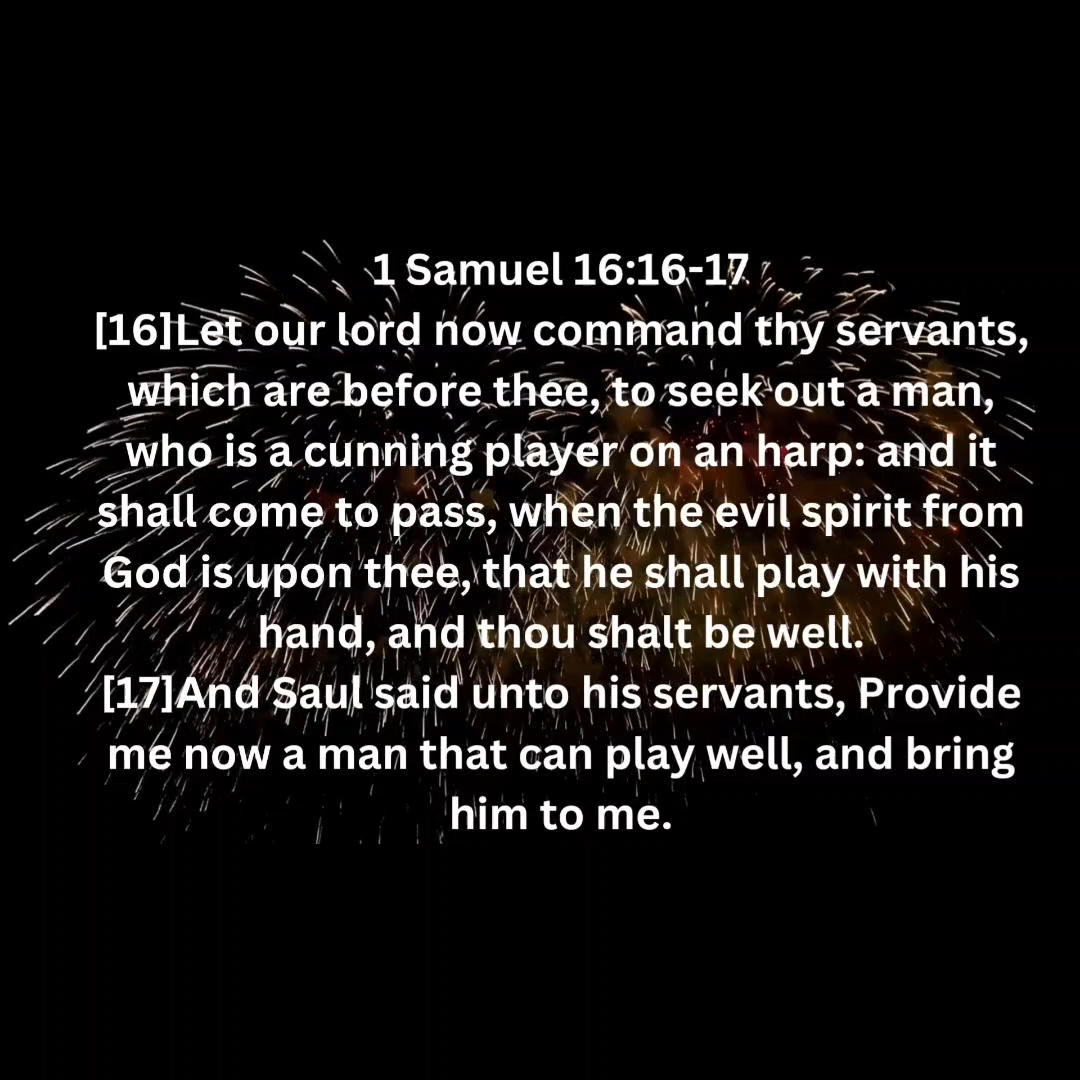 1 Samuel 16:16-17
[16]Let our lord now command thy servants,
which are before thee, to seek out a man,
who is a cunning player on an harp: and it
shall come to pass, when the evil spirit from
God is upon thee, that he shall play with his
hand, and thou shalt be well.
[17]And Saul said unto his servants, Provide
me now a man that can play well, and bring
him to me.